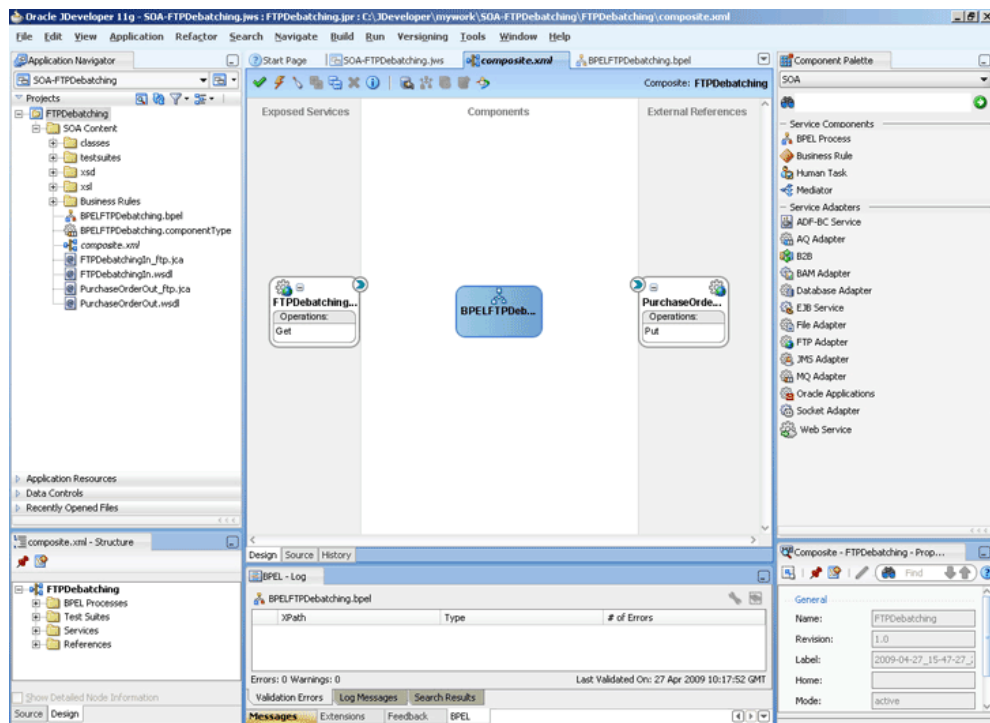 Oracle JDeveloper 11g - SOA-FTPDebatching.jws : FTPDebatching.jpr : C:\JDeveloper\mywork\SOA-FTPDebatching\FTPDebatching\composite.xml
File Edit View Application Refactor Search Navigate Build Run Versigning Tools Window Help
Application Navigator
SOA-FTPDebatching
Projects
FTPDebatching
SOA Content
classes
testsuites
xsd
xsl
Business Rules
BPELFTPDebatching.bpel
BPELFTPDebatching.componentType
composite.xml
FTPDebatchingIn_ftp.jca
FTPDebatchingIn.wsdl
PurchaseOrderOut_ftp.jca
PurchaseOrderOut.wsdl
Application Resources
Data Controls
Recently Opened Files
composite.xml - Structure
FTPDebatching
BPEL Processes
Test Suites
Services
References
Show Detailed Node Information
Source Design
Start Page SOA-FTPDebatching.jws composite.xml BPELFTPDebatching.bpel
Composite: FTPDebatching
Exposed Services Components External References
FTPDebatching...
Operations:
Get
BPELFTPDeb...
PurchaseOrde...
Operations:
Put
Design Source History
BPEL - Log
BPELFTPDebatching.bpel
XPath Type # of Errors
Errors: 0 Warnings: 0 Last Validated On: 27 Apr 2009 10:17:52 GMT
Validation Errors Log Messages Search Results
Messages Extensions Feedback BPEL
Component Palette
SOA
Service Components
BPEL Process
Business Rule
Human Task
Mediator
Service Adapters
ADF-BC Service
AQ Adapter
B2B
BAM Adapter
Database Adapter
EJB Service
File Adapter
FTP Adapter
JMS Adapter
MQ Adapter
Oracle Applications
Socket Adapter
Web Service
Composite - FTPDebatching - Prop...
Find
General
Name: FTPDebatching
Revision: 1.0
Label: 2009-04-27_15-47-27_
Home:
Mode: active